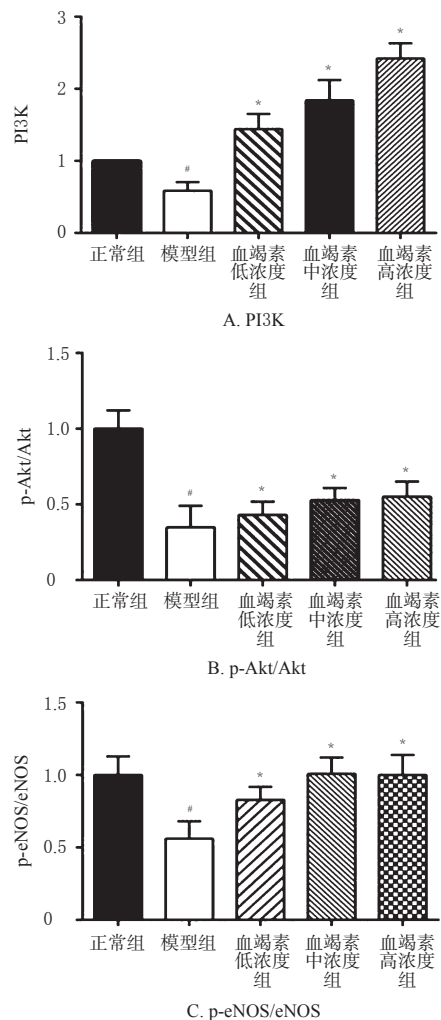 3
2
1
0
PI3K
#
*
*
*
正常组 模型组 血竭素 血竭素 血竭素
低浓度 中浓度 高浓度
组 组 组
A. PI3K
1.5
1.0
0.5
0
p-Akt/Akt
#
*
*
*
正常组 模型组 血竭素 血竭素 血竭素
低浓度 中浓度 高浓度
组 组 组
B. p-Akt/Akt
1.5
1.0
0.5
0
p-eNOS/eNOS
#
*
*
*
正常组 模型组 血竭素 血竭素 血竭素
低浓度 中浓度 高浓度
组 组 组
C. p-eNOS/eNOS